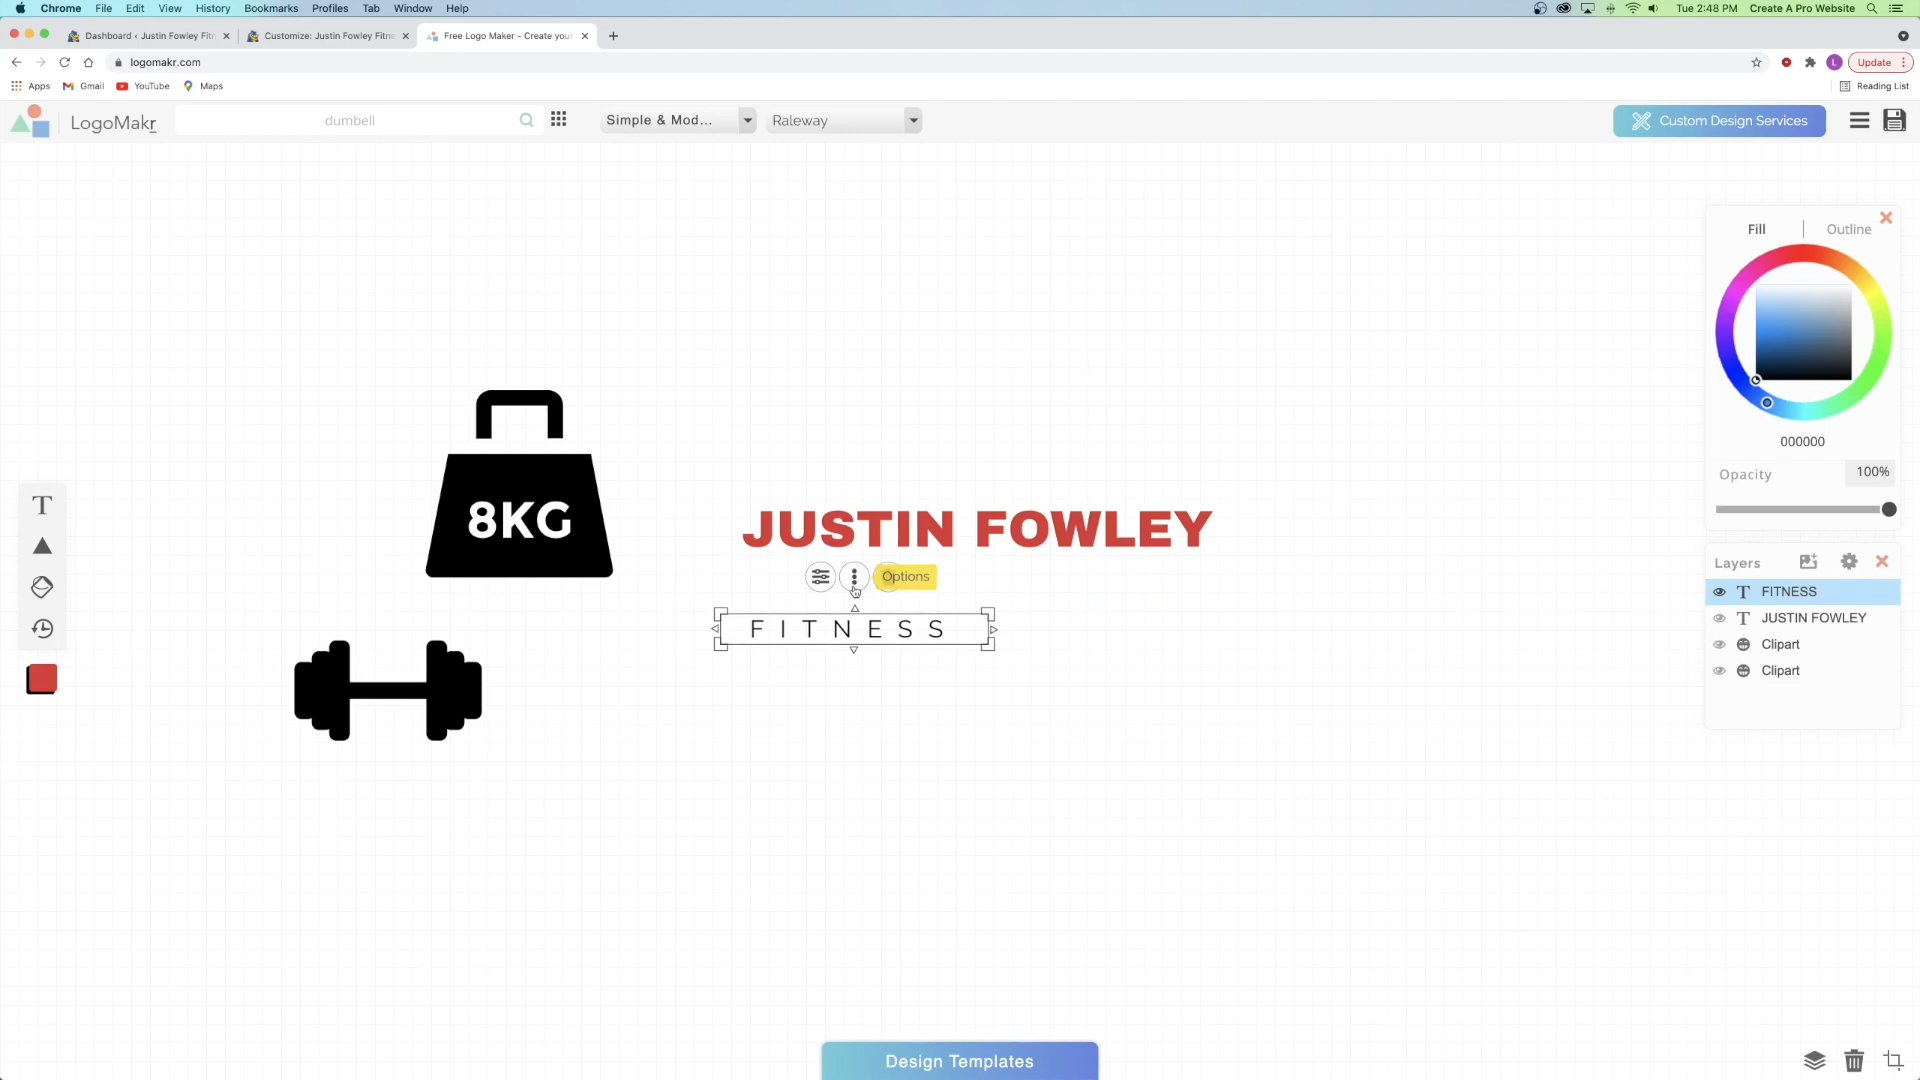 Chrome File Edit View History Bookmarks Profiles Tab Window Help
Tue 2:48 PM Create A Pro Website
Dashboard ‹ Justin Fowley Fitn
Customize: Justin Fowley Fitne
Free Logo Maker - Create your
logomakr.com
Update
Apps Gmail YouTube Maps
Reading List
LogoMakr
dumbell
Simple & Mod...
Raleway
Custom Design Services
Fill
Outline
000000
Opacity
100%
8KG
JUSTIN FOWLEY
Options
FITNESS
Layers
FITNESS
JUSTIN FOWLEY
Clipart
Clipart
Design Templates